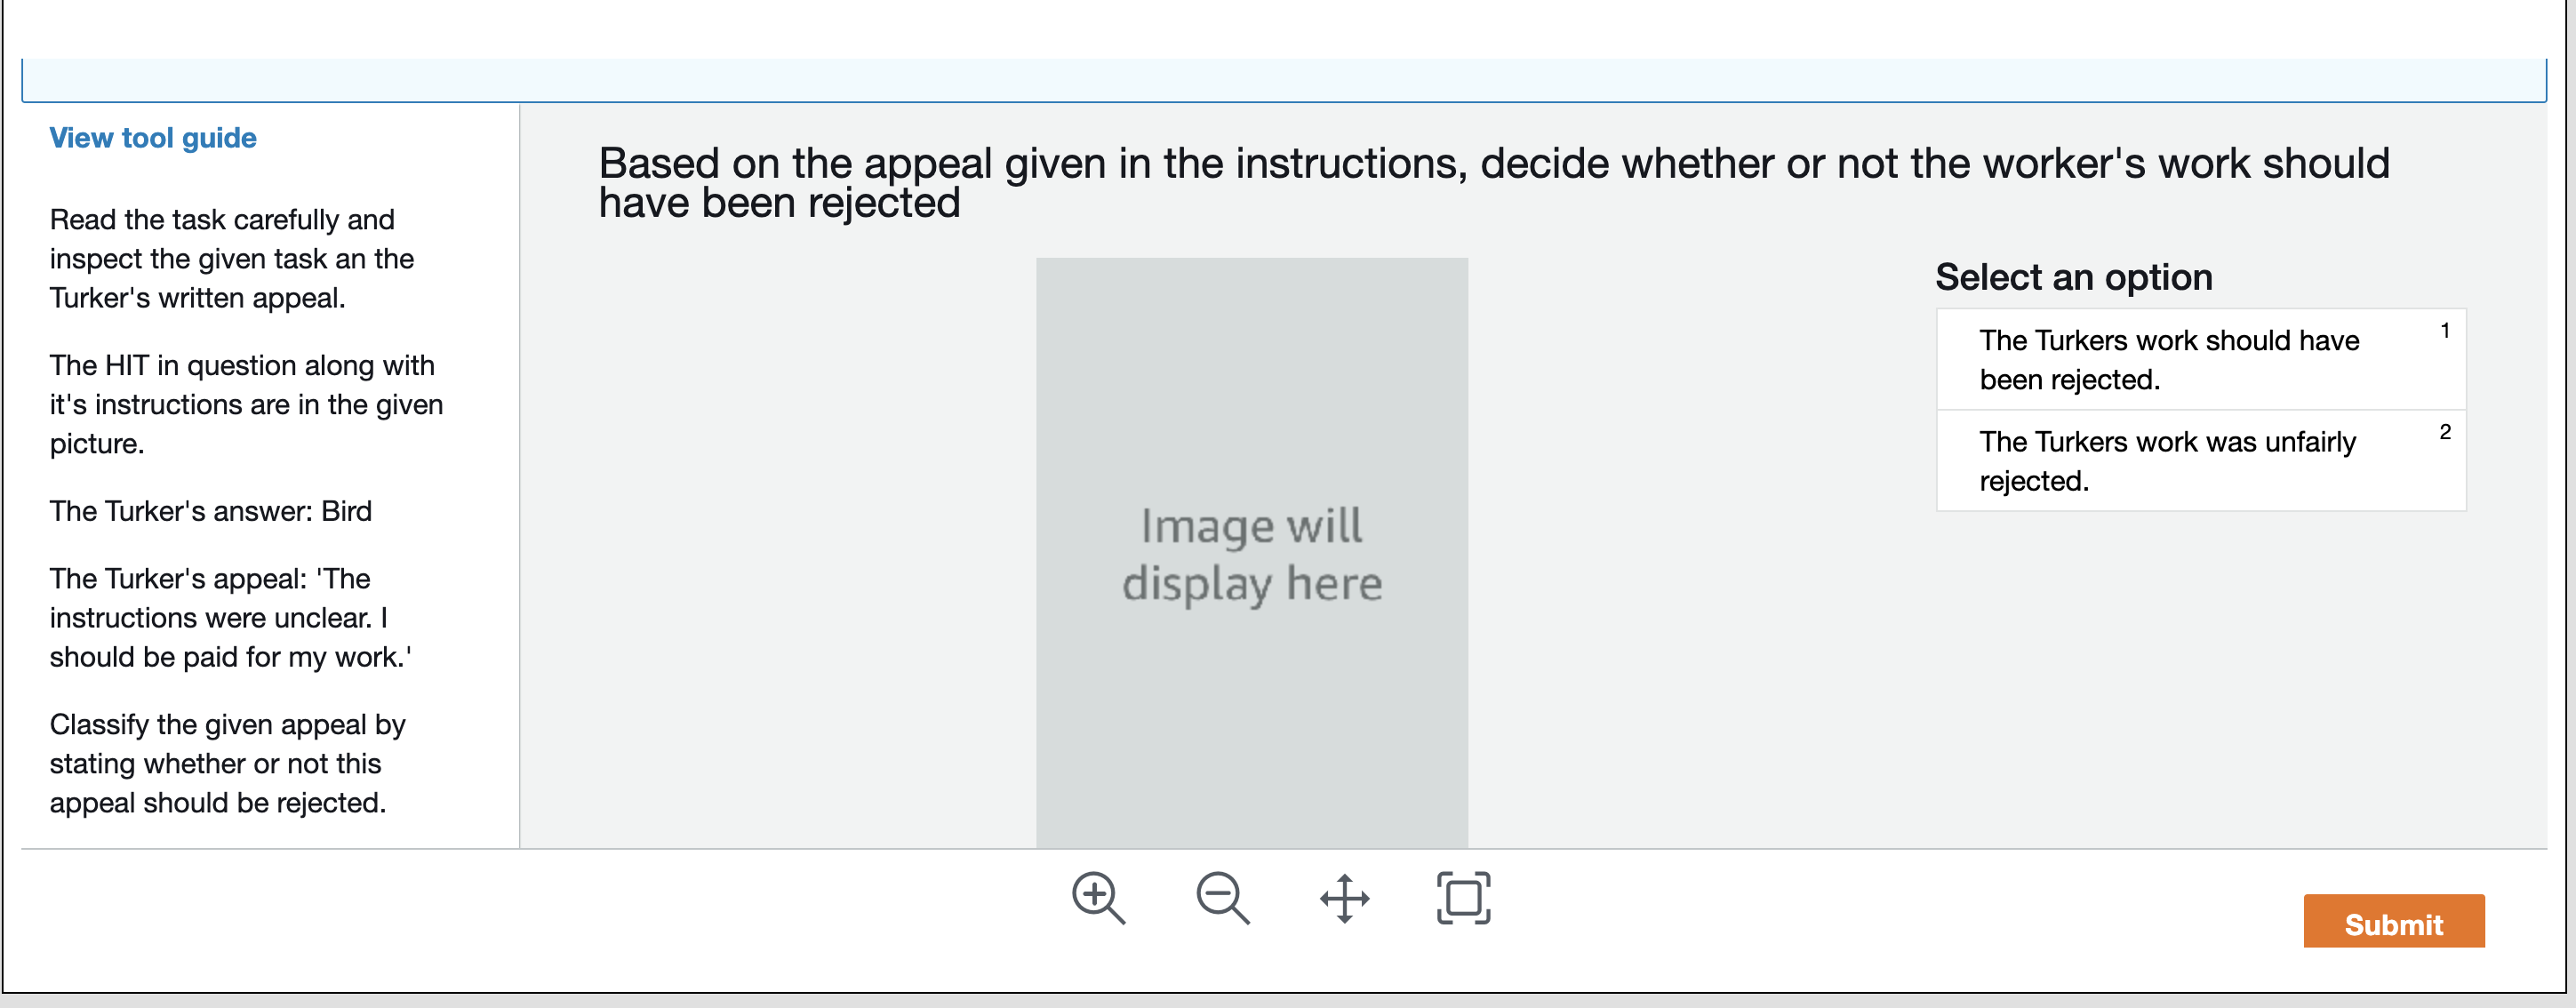 View tool guide
Read the task carefully and
inspect the given task an the
Turker's written appeal.
The HIT in question along with
it's instructions are in the given
picture.
The Turker's answer: Bird
The Turker's appeal: 'The
instructions were unclear. I
should be paid for my work.'
Classify the given appeal by
stating whether or not this
appeal should be rejected.
Based on the appeal given in the instructions, decide whether or not the worker's work should
have been rejected
Image will
display here
Select an option
The Turkers work should have 1
been rejected.
The Turkers work was unfairly 2
rejected.
Submit